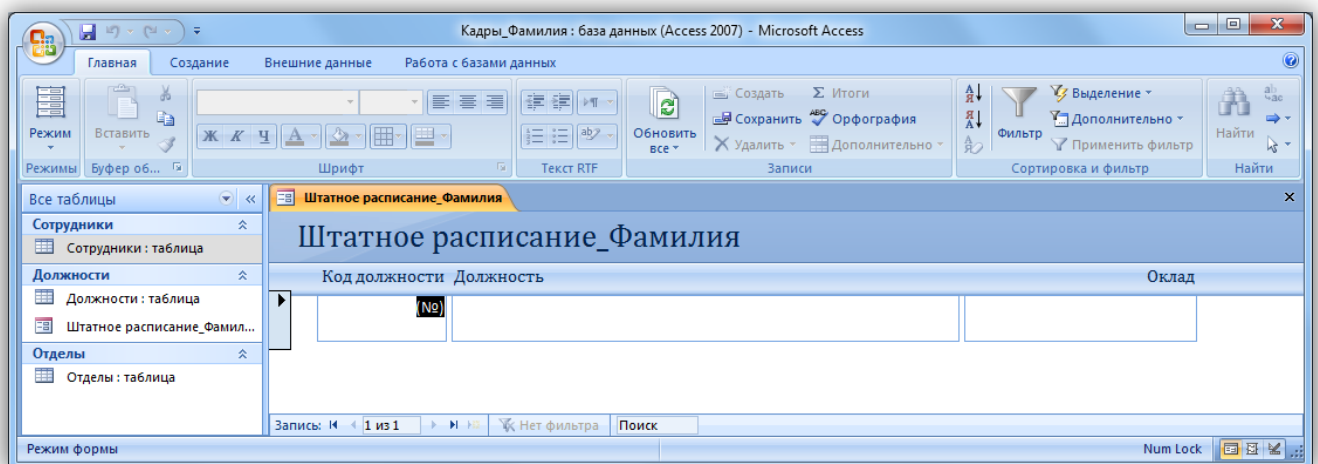 Кадры_Фамилия : база данных (Access 2007) - Microsoft Access
Главная Создание Внешние данные Работа с базами данных
Режим
Режимы
Вставить
Буфер об...
Ж К Ч
Шрифт
Текст RTF
Обновить все
Создать Итоги
Сохранить Орфография
Удалить Дополнительно
Записи
Фильтр
Выделение
Дополнительно
Применить фильтр
Сортировка и фильтр
Найти
Найти
Все таблицы
Сотрудники
Сотрудники : таблица
Должности
Должности : таблица
Штатное расписание_Фамил...
Отделы
Отделы : таблица
Штатное расписание_Фамилия
Штатное расписание_Фамилия
Код должности Должность Оклад
(№)
Запись: 1 из 1 Нет фильтра Поиск
Режим формы Num Lock